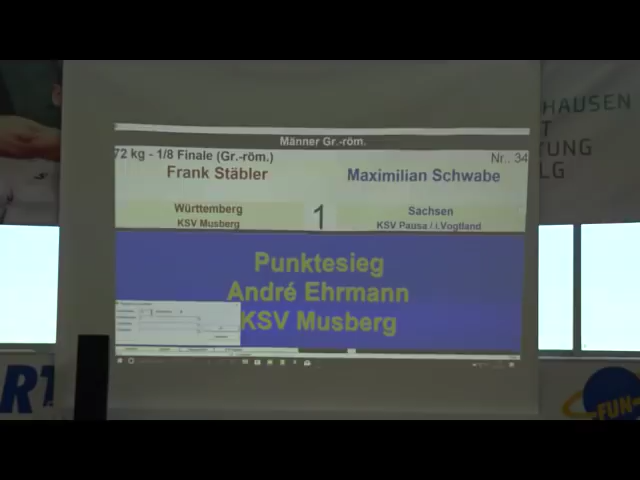 HAUSEN
T
TUNG
LG
Männer Gr.-röm.
72 kg - 1/8 Finale (Gr.-röm.)
Nr.. 34
Frank Stäbler
Maximilian Schwabe
Württemberg
KSV Musberg
1
Sachsen
KSV Pausa / i.Vogtland
Punktesieg
André Ehrmann
KSV Musberg
RT
FUN